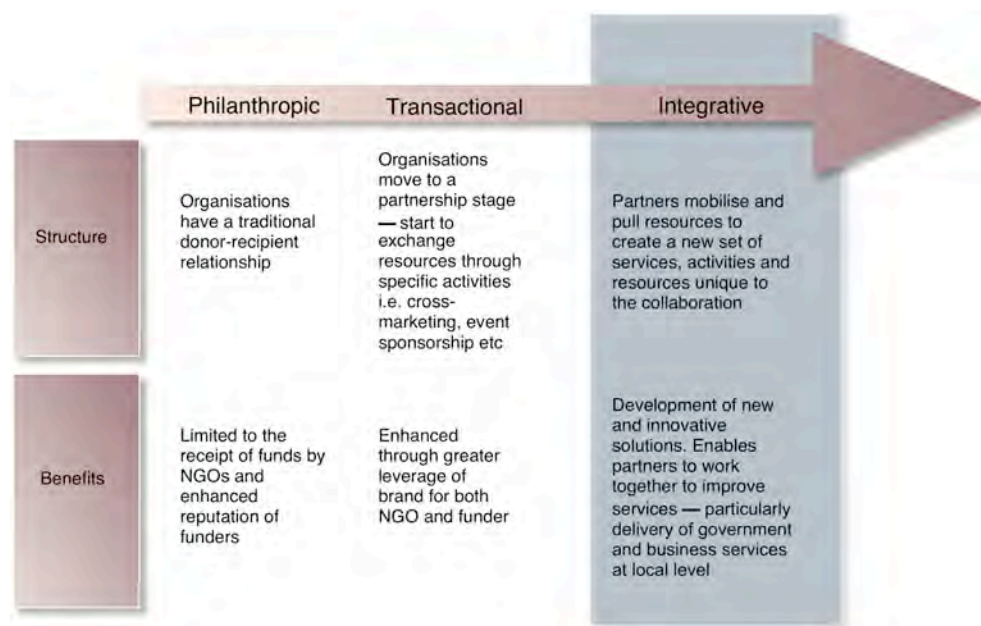 Philanthropic
Transactional
Integrative
Structure
Organisations
have a traditional
donor-recipient
relationship
Organisations
move to a
partnership stage
— start to
exchange
resources through
specific activities
i.e. cross-
marketing, event
sponsorship etc
Partners mobilise and
pull resources to
create a new set of
services, activities and
resources unique to
the collaboration
Benefits
Limited to the
receipt of funds by
NGOs and
enhanced
reputation of
funders
Enhanced
through greater
leverage of
brand for both
NGO and funder
Development of new
and innovative
solutions. Enables
partners to work
together to improve
services — particularly
delivery of government
and business services
at local level